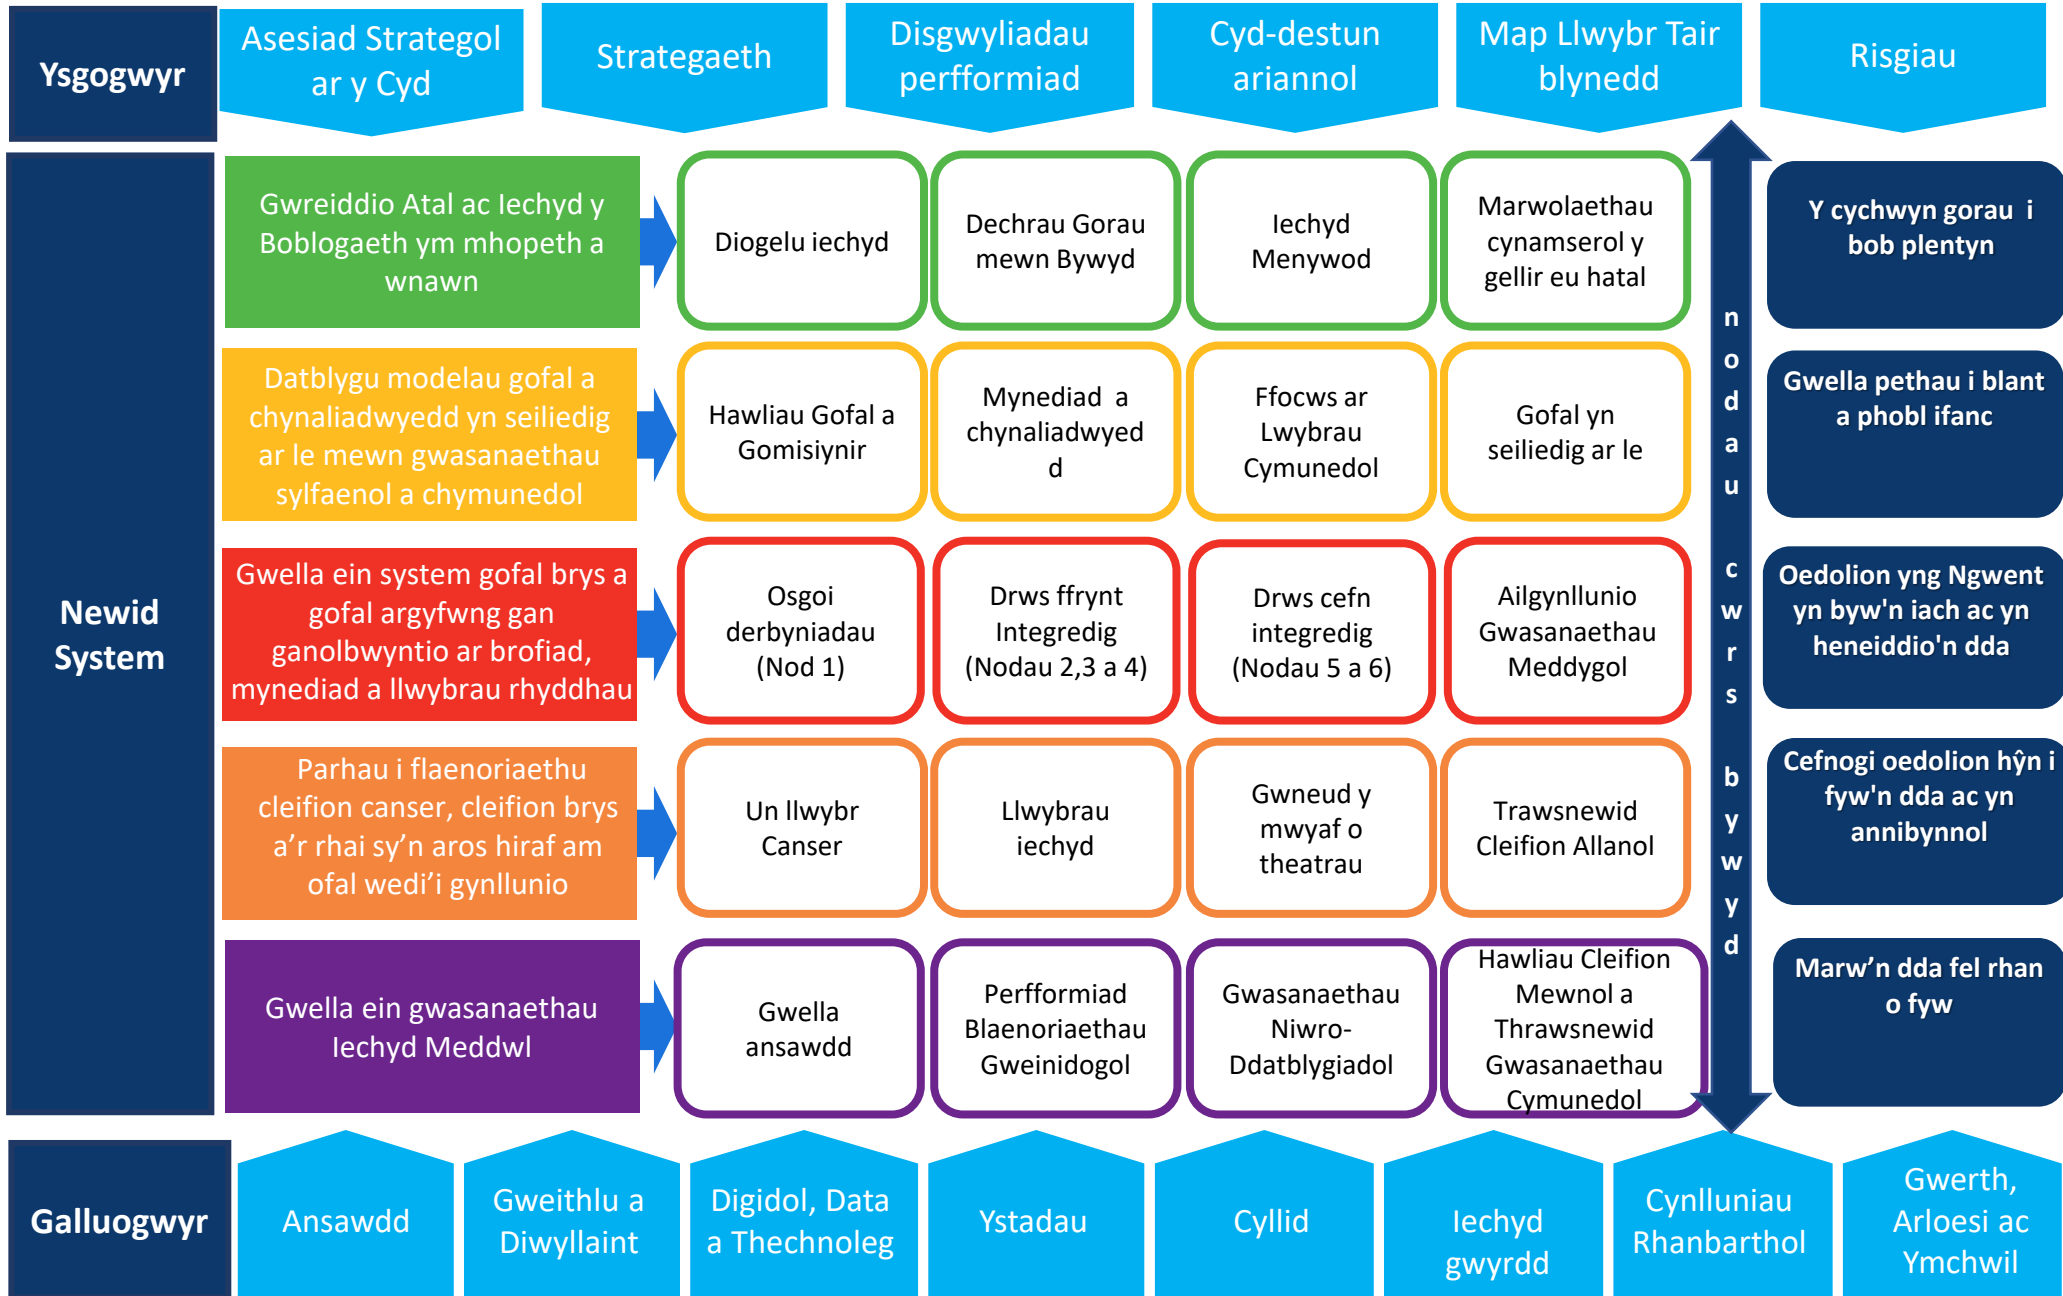 Ysgogwyr
Asesiad Strategol
ar y Cyd
Strategaeth
Disgwyliadau
perfformiad
Cyd-destun
ariannol
Map Llwybr Tair
blynedd
Risgiau
Newid
System
Gwreiddio Atal ac Iechyd y
Boblogaeth ym mhopeth a
wnawn
Diogelu iechyd
Dechrau Gorau
mewn Bywyd
Iechyd
Menywod
Marwolaethau
cynamserol y
gellir eu hatal
Datblygu modelau gofal a
chynaliadwyedd yn seiliedig
ar le mewn gwasanaethau
sylfaenol a chymunedol
Hawliau Gofal a
Gomisiynir
Mynediad a
chynaliadwyed
d
Ffocws ar
Lwybrau
Cymunedol
Gofal yn
seiliedig ar le
Gwella ein system gofal brys a
gofal argyfwng gan
ganolbwyntio ar brofiad,
mynediad a llwybrau rhyddhau
Osgoi
derbyniadau
(Nod 1)
Drws ffrynt
Integredig
(Nodau 2,3 a 4)
Drws cefn
integredig
(Nodau 5 a 6)
Ailgynllunio
Gwasanaethau
Meddygol
Parhau i flaenoriaethu
cleifion canser, cleifion brys
a’r rhai sy’n aros hiraf am
ofal wedi’i gynllunio
Un llwybr
Canser
Llwybrau
iechyd
Gwneud y
mwyaf o
theatrau
Trawsnewid
Cleifion Allanol
Gwella ein gwasanaethau
Iechyd Meddwl
Gwella
ansawdd
Perfformiad
Blaenoriaethau
Gweinidogol
Gwasanaethau
Niwro-
Ddatblygiadol
Hawliau Cleifion
Mewnol a
Thrawsnewid
Gwasanaethau
Cymunedol
nodau cwrs bywyd
Y cychwyn gorau i
bob plentyn
Gwella pethau i blant
a phobl ifanc
Oedolion yng Ngwent
yn byw'n iach ac yn
heneiddio'n dda
Cefnogi oedolion hŷn i
fyw'n dda ac yn
annibynnol
Marw’n dda fel rhan
o fyw
Galluogwyr
Ansawdd
Gweithlu a
Diwyllaint
Digidol, Data
a Thechnoleg
Ystadau
Cyllid
Iechyd
gwyrdd
Cynlluniau
Rhanbarthol
Gwerth,
Arloesi ac
Ymchwil